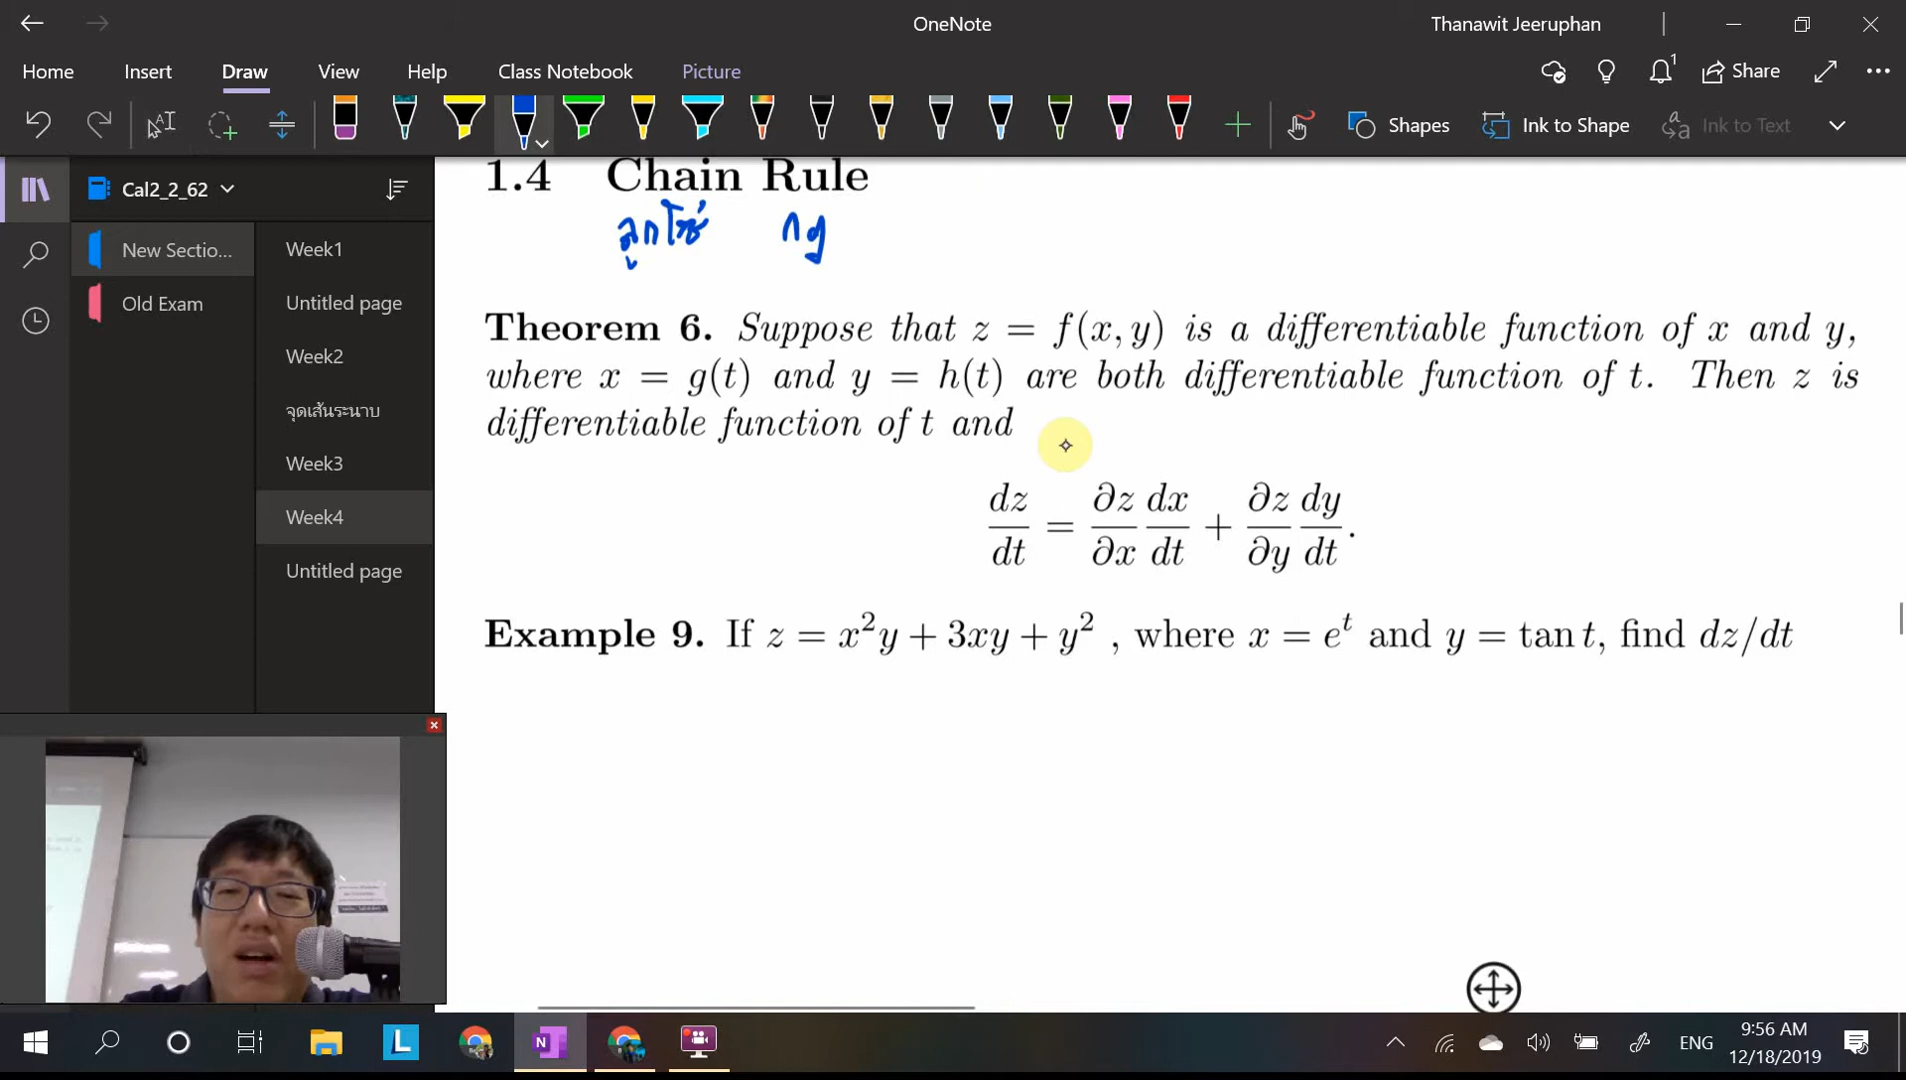 OneNote
Thanawit Jeeruphan
Home Insert Draw View Help Class Notebook Picture
1 Share
Shapes Ink to Shape Ink to Text
Cal2_2_62
New Sectio...
Old Exam
Week1
Untitled page
Week2
จุดเส้นระนาบ
Week3
Week4
Untitled page
1.4 Chain Rule
ลูกโซ่ กฎ
Theorem 6. Suppose that z = f(x, y) is a differentiable function of x and y,
where x = g(t) and y = h(t) are both differentiable function of t. Then z is
differentiable function of t and
dz/dt = ∂z/∂x dx/dt + ∂z/∂y dy/dt.
Example 9. If z = x²y + 3xy + y² , where x = eᵗ and y = tan t, find dz/dt
L
N
ENG
9:56 AM
12/18/2019